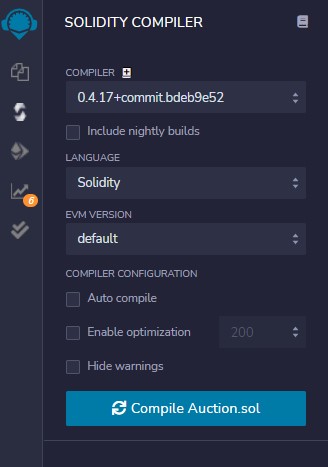 SOLIDITY COMPILER
COMPILER
0.4.17+commit.bdeb9e52
Include nightly builds
LANGUAGE
Solidity
EVM VERSION
default
COMPILER CONFIGURATION
Auto compile
6
Enable optimization
200
Hide warnings
Compile Auction.sol